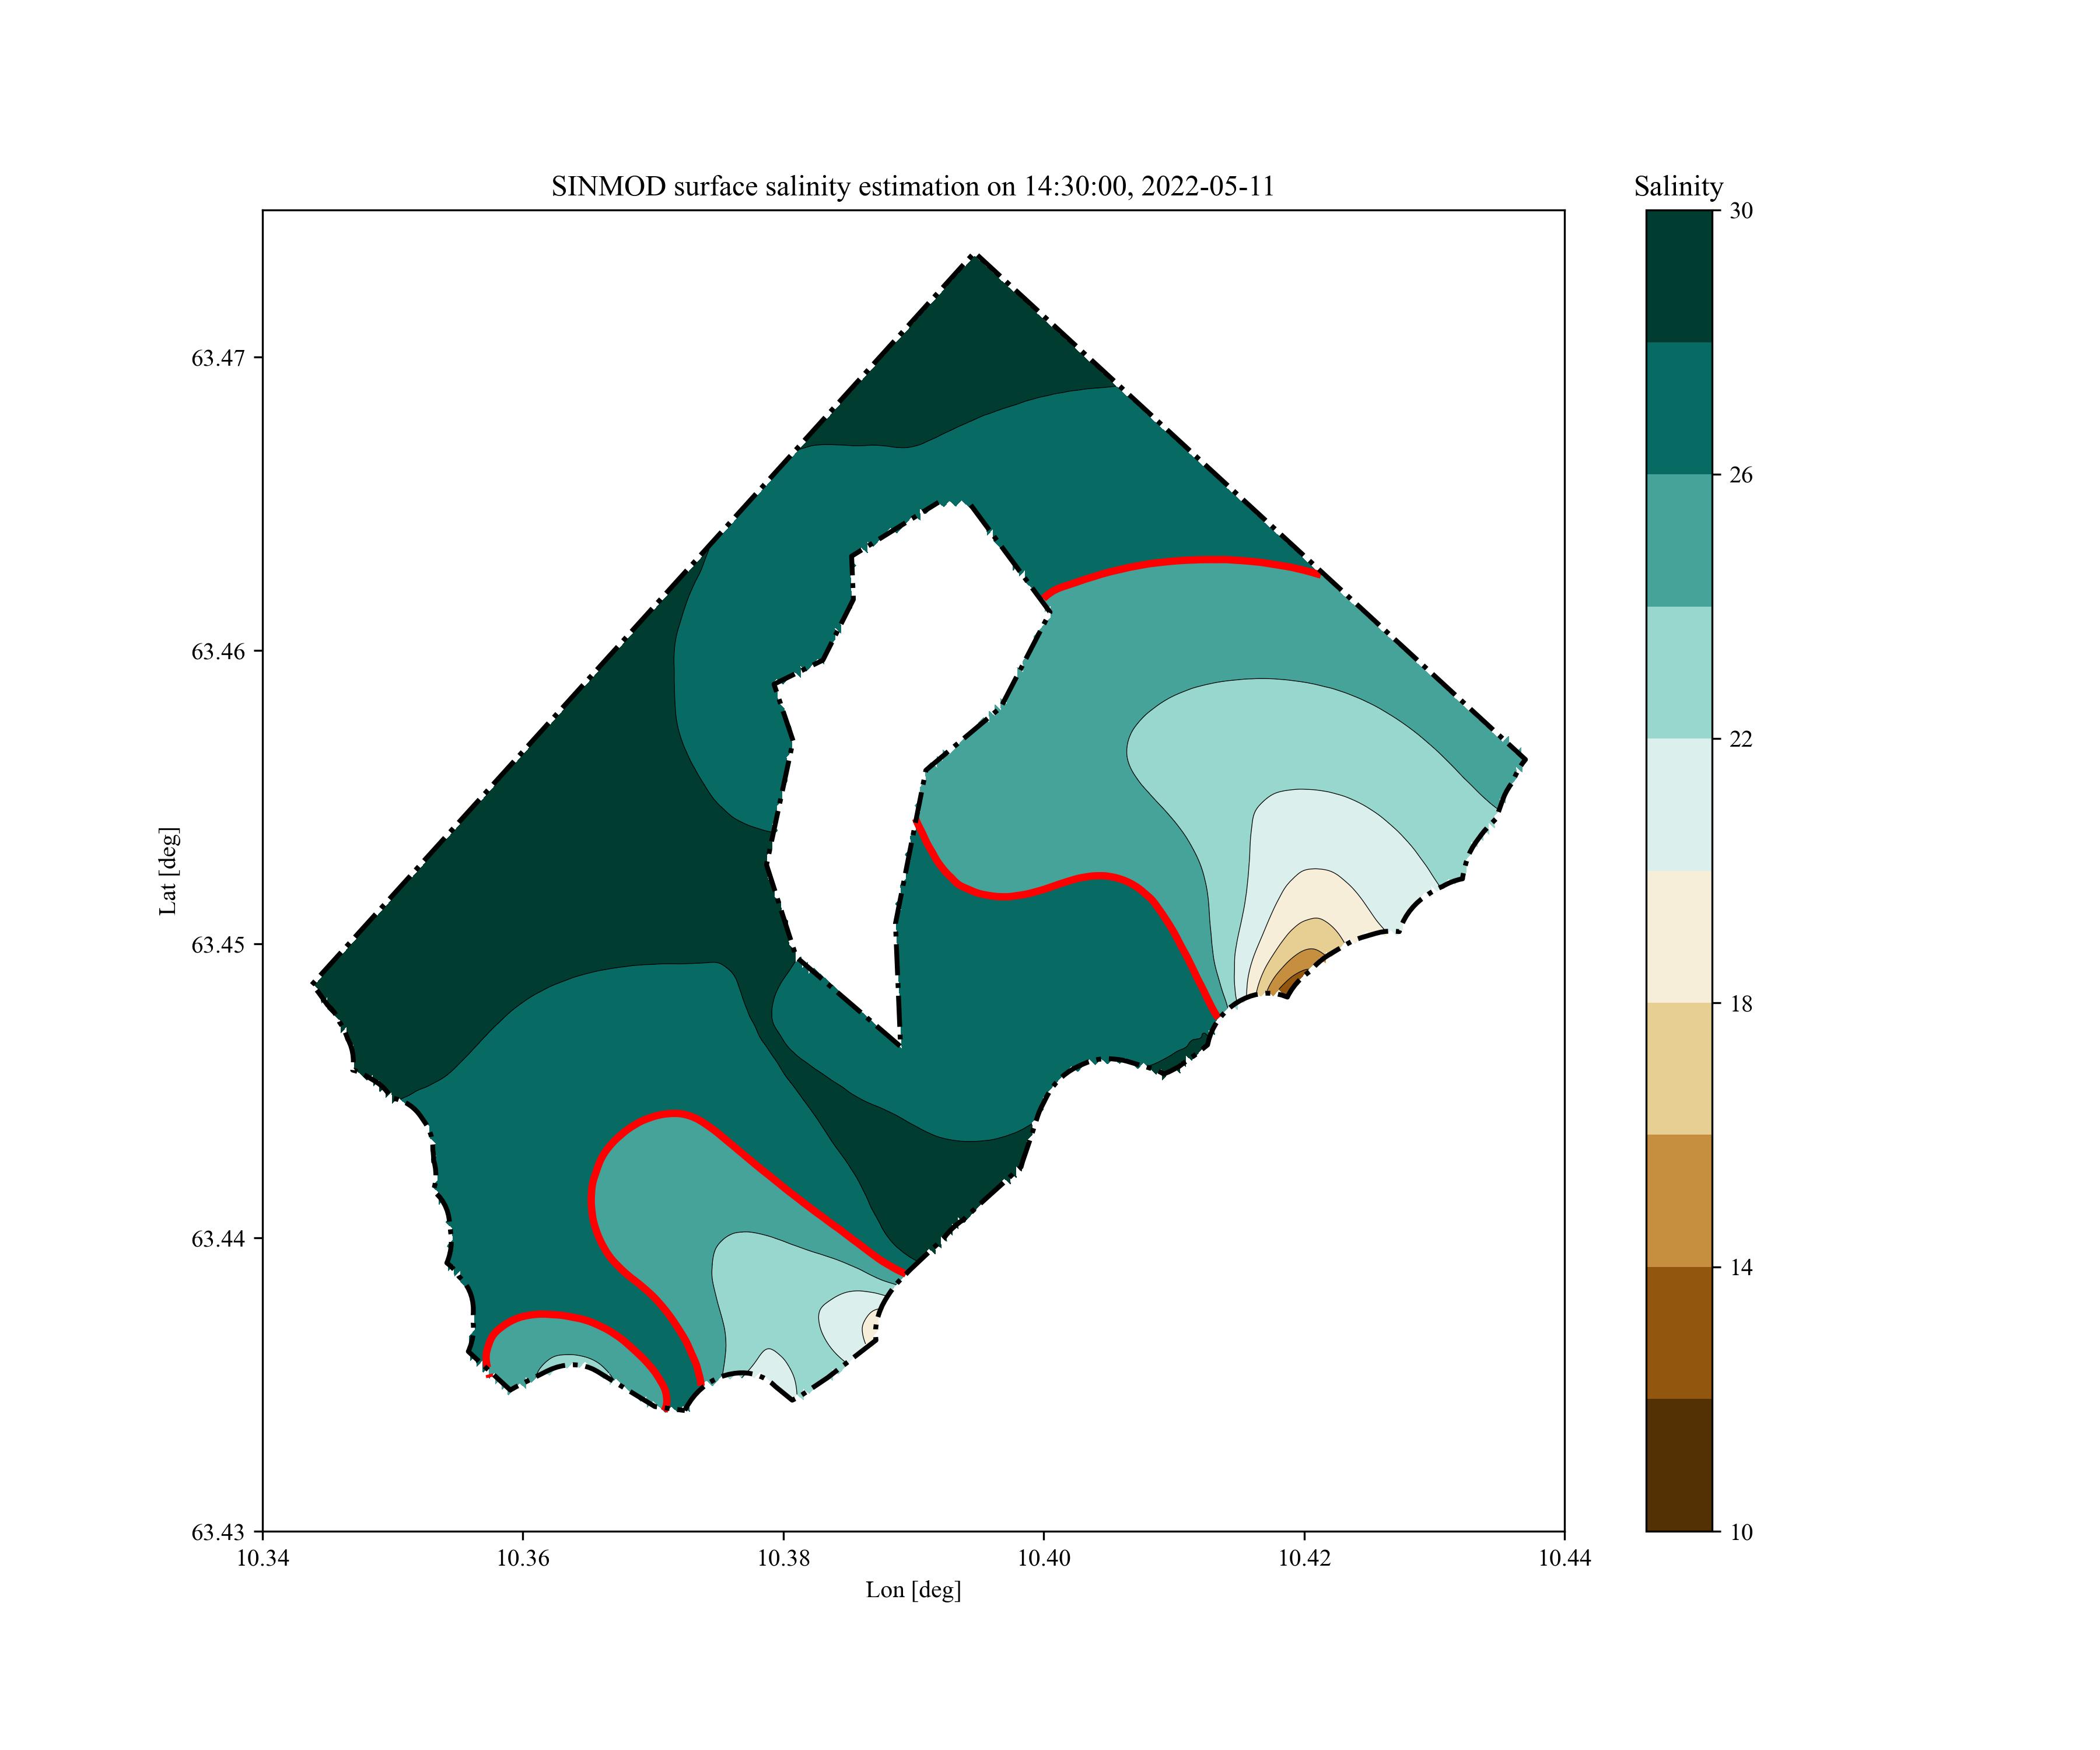 SINMOD surface salinity estimation on 14:30:00, 2022-05-11
Salinity
30
26
22
18
14
10
63.47
63.46
63.45
63.44
63.43
Lat [deg]
10.34 10.36 10.38 10.40 10.42 10.44
Lon [deg]